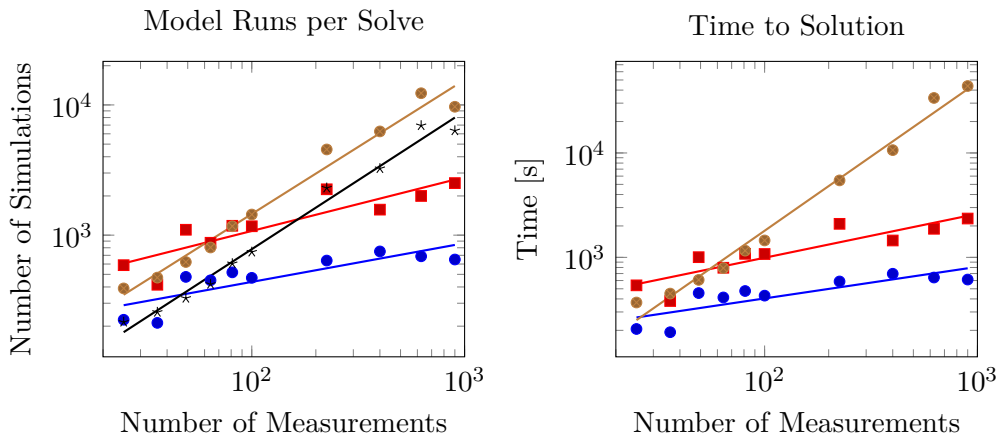 Model Runs per Solve
Number of Simulations
10^4
10^3
10^2
10^3
Number of Measurements
Time to Solution
Time [s]
10^4
10^3
10^2
10^3
Number of Measurements